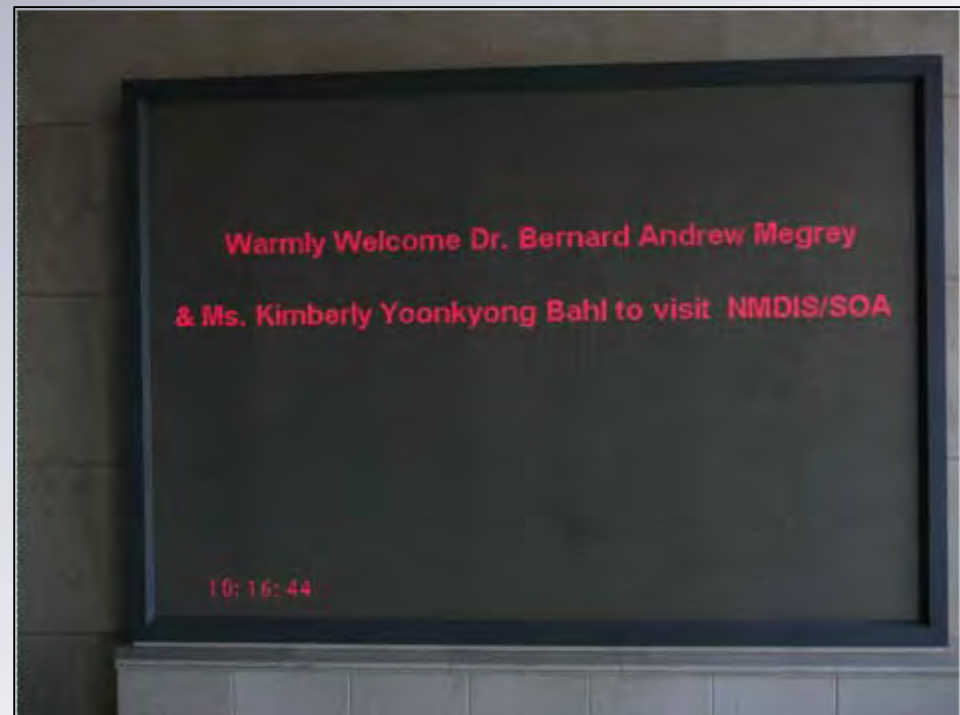 Warmly Welcome Dr. Bernard Andrew Megrey
& Ms. Kimberly Yoonkyong Bahl to visit NMDIS/SOA
10:16:44